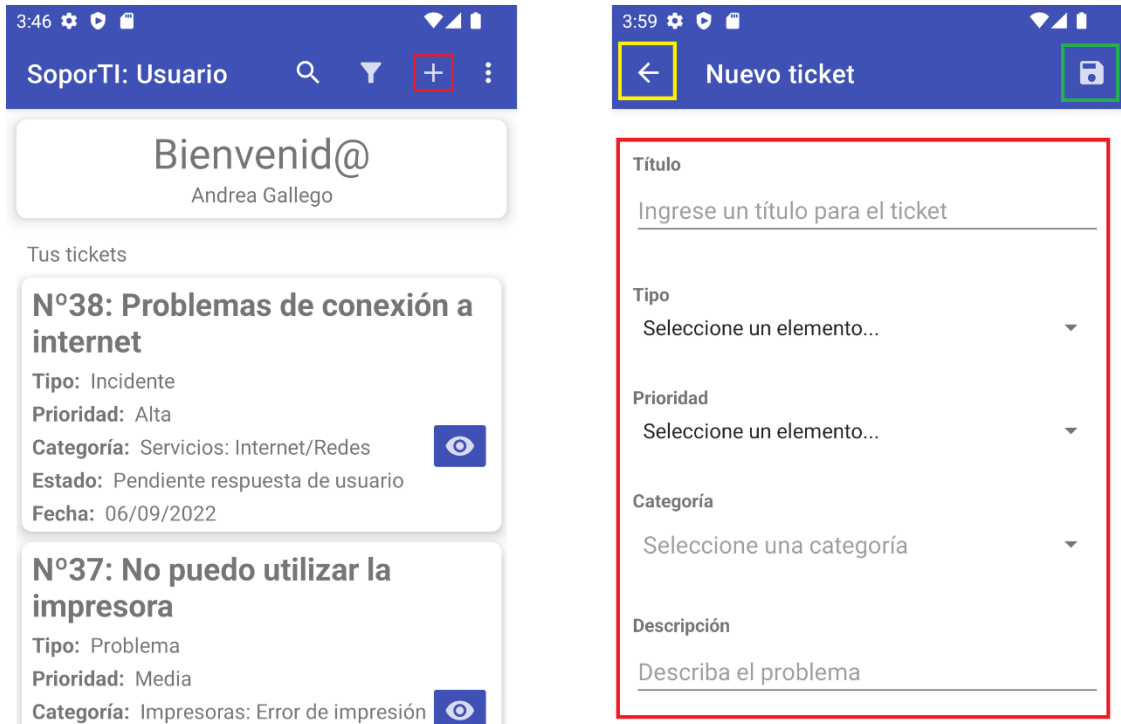 3:46
SoporTI: Usuario
Bienvenid@
Andrea Gallego
Tus tickets
Nº38: Problemas de conexión a
internet
Tipo: Incidente
Prioridad: Alta
Categoría: Servicios: Internet/Redes
Estado: Pendiente respuesta de usuario
Fecha: 06/09/2022
Nº37: No puedo utilizar la
impresora
Tipo: Problema
Prioridad: Media
Categoría: Impresoras: Error de impresión
3:59
Nuevo ticket
Título
Ingrese un título para el ticket
Tipo
Seleccione un elemento...
Prioridad
Seleccione un elemento...
Categoría
Seleccione una categoría
Descripción
Describa el problema